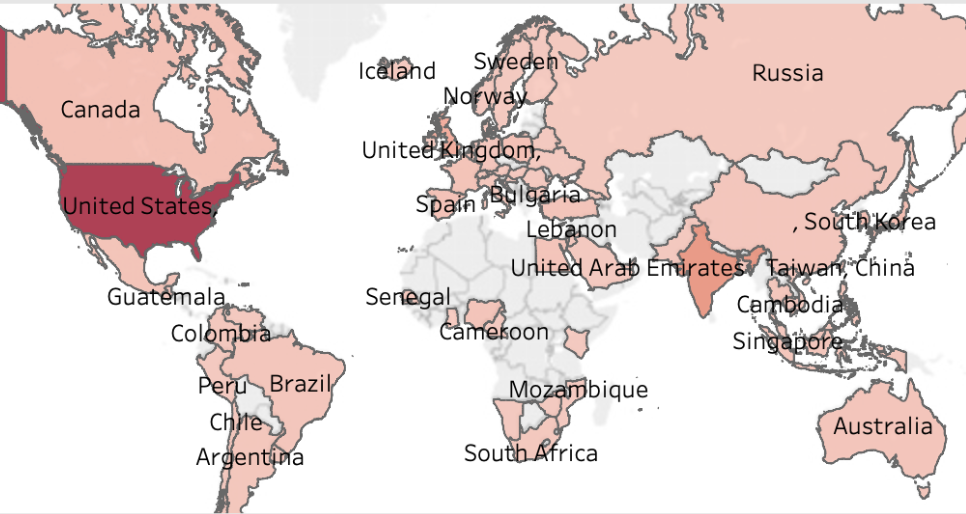 Iceland
Sweden
Russia
Norway
Canada
United Kingdom,
Bulgaria
Spain
United States,
, South Korea
Lebanon
United Arab Emirates
Taiwan, China
Guatemala
Senegal
Cambodia
Colombia
Cameroon
Singapore
Peru
Brazil
Mozambique
Chile
Australia
Argentina
South Africa